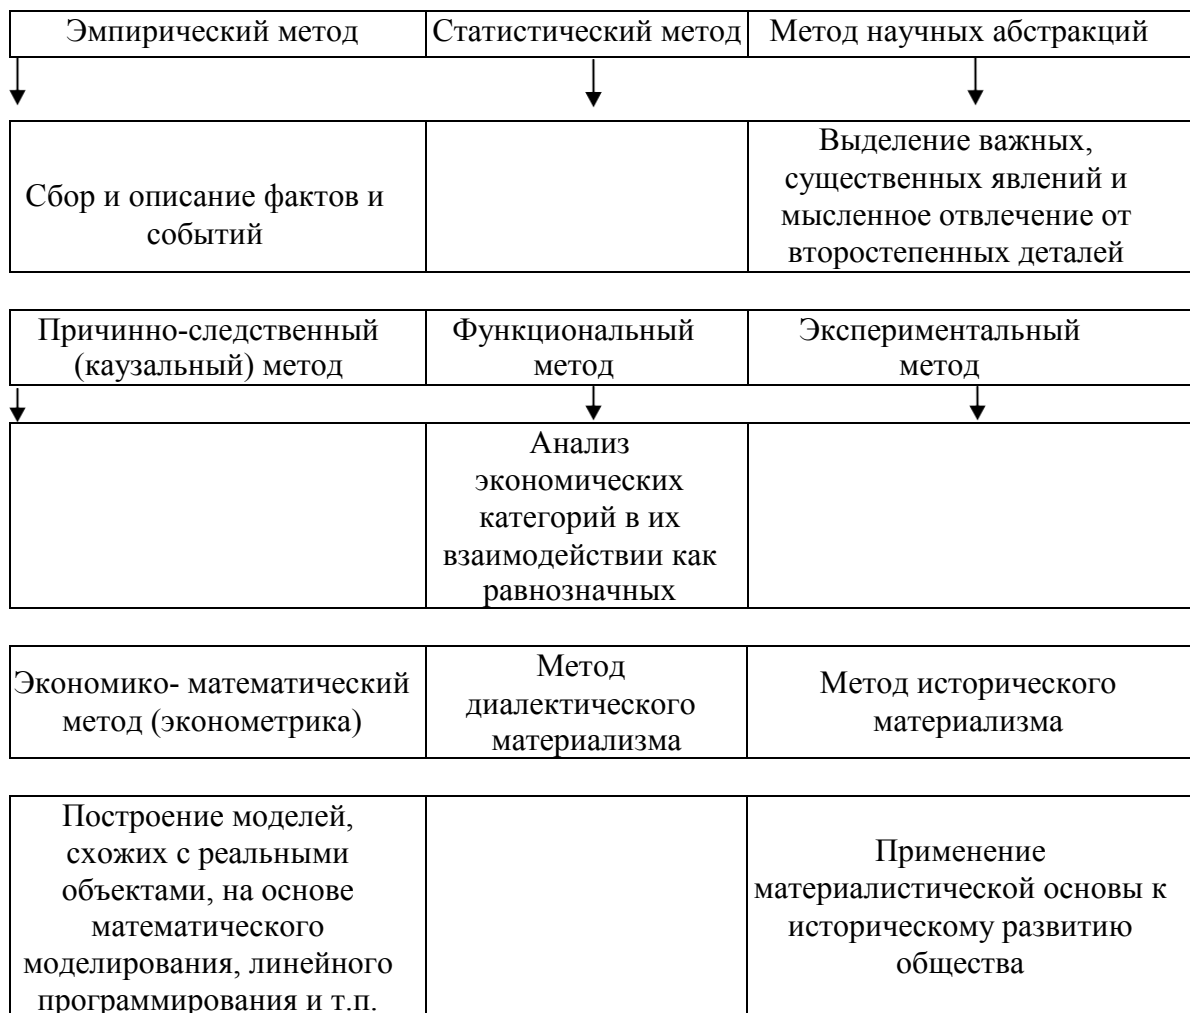 Эмпирический метод
Статистический метод
Метод научных абстракций
Сбор и описание фактов и
событий
Выделение важных,
существенных явлений и
мысленное отвлечение от
второстепенных деталей
Причинно-следственный
(каузальный) метод
Функциональный
метод
Экспериментальный
метод
Анализ
экономических
категорий в их
взаимодействии как
равнозначных
Экономико- математический
метод (эконометрика)
Метод
диалектического
материализма
Метод исторического
материализма
Построение моделей,
схожих с реальными
объектами, на основе
математического
моделирования, линейного
программирования и т.п.
Применение
материалистической основы к
историческому развитию
общества